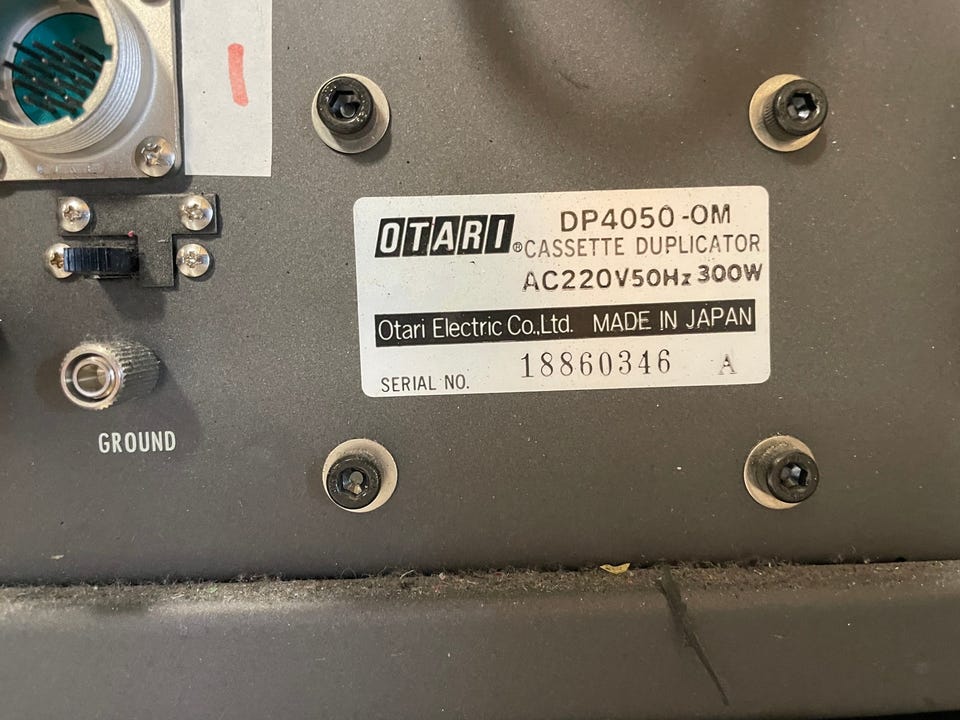 OTARI® DP4050-OM
CASSETTE DUPLICATOR
AC220V50Hz 300W
Otari Electric Co.,Ltd. MADE IN JAPAN
SERIAL NO. 18860346 A
GROUND